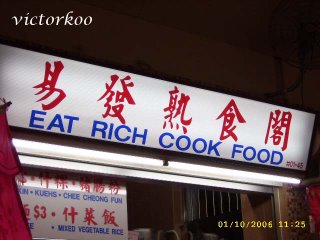 victorkoo
易發熟食閣
EAT RICH COOK FOOD
#01-45
KIN • KUEHS • CHEE CHEONG FUN
$3 • 什菜飯
• MIXED VEGETABLE RICE
01/10/2006 11:25